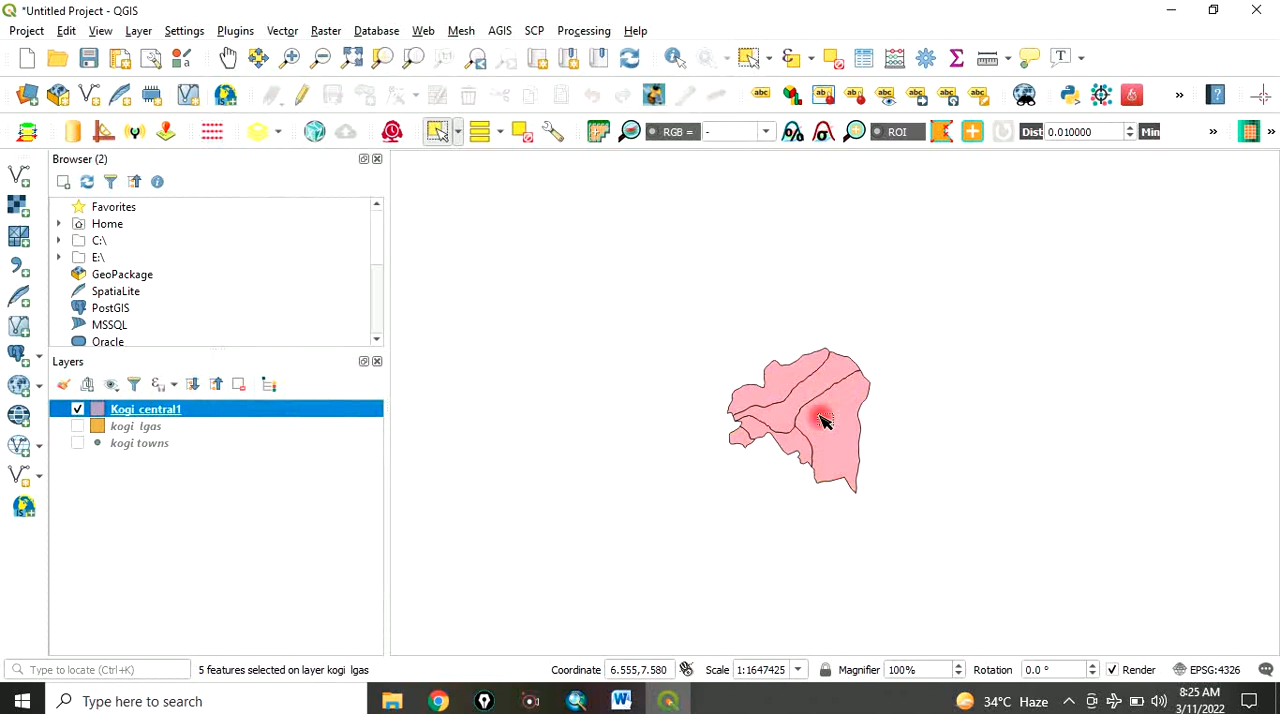 *Untitled Project - QGIS
Project Edit View Layer Settings Plugins Vector Raster Database Web Mesh AGIS SCP Processing Help
RGB = - ROI Dist 0.010000 Min
Browser (2)
Favorites
Home
C:\
E:\
GeoPackage
SpatiaLite
PostGIS
MSSQL
Oracle
Layers
Kogi central1
kogi lgas
kogi towns
Type to locate (Ctrl+K) 5 features selected on layer kogi lgas Coordinate 6.555,7.580 Scale 1:1647425 Magnifier 100% Rotation 0.0 ° Render EPSG:4326
Type here to search 34°C Haze 8:25 AM
3/11/2022